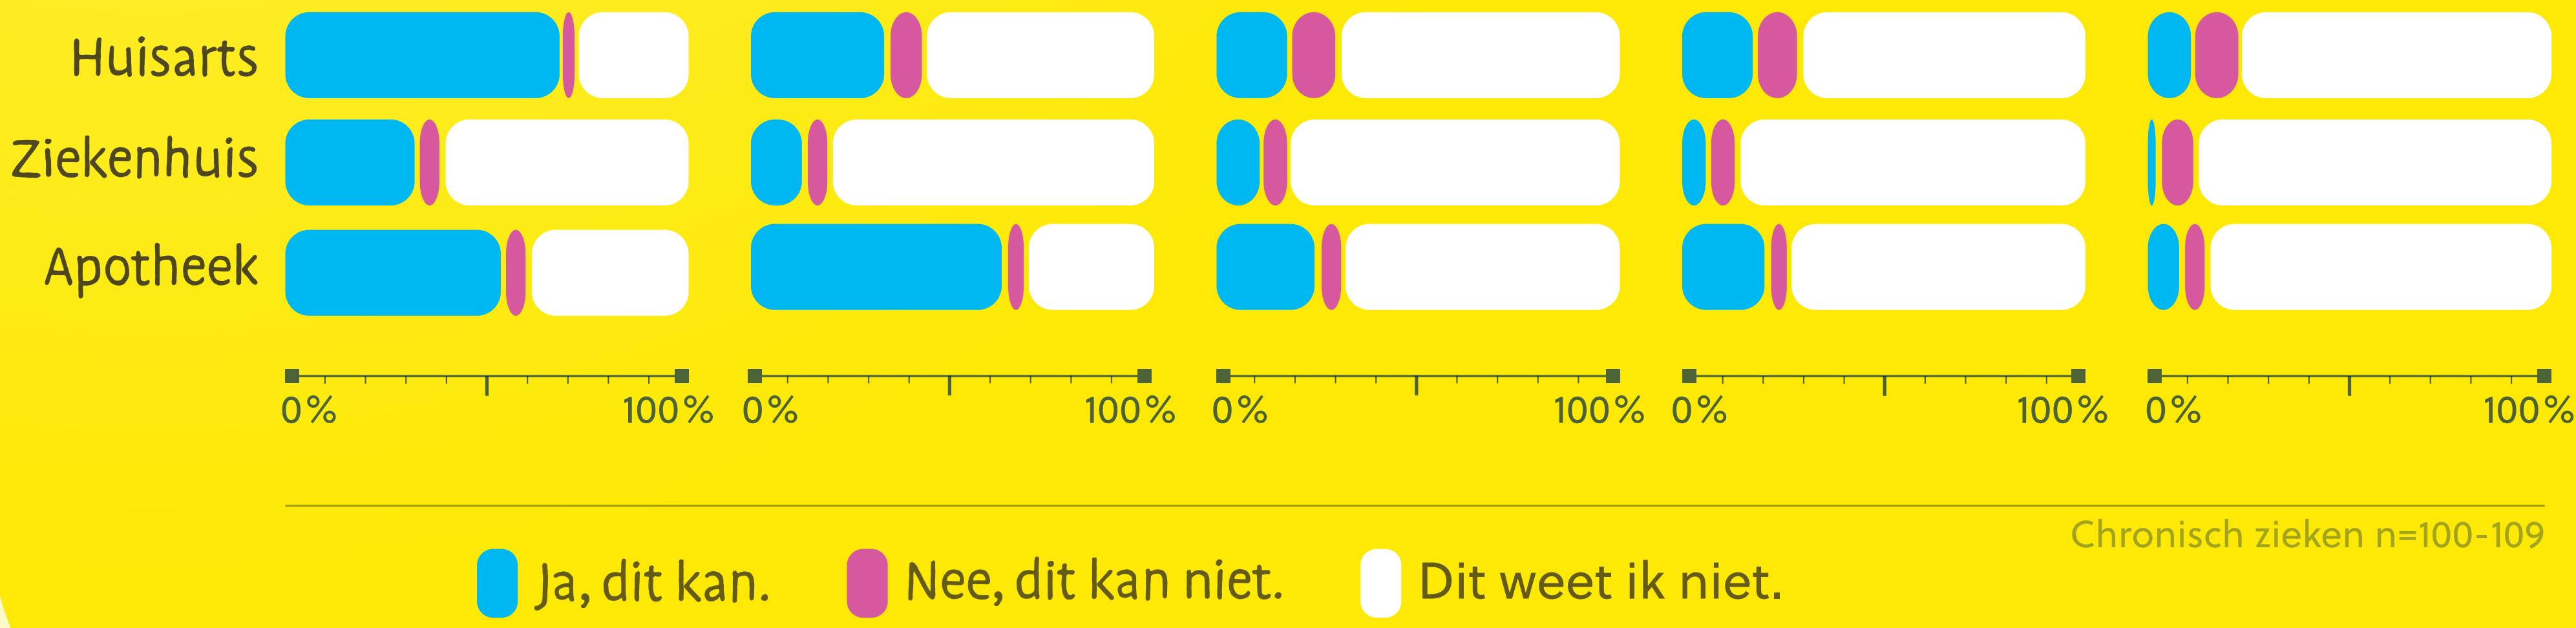 Huisarts
Ziekenhuis
Apotheek
0% 100% 0% 100% 0% 100% 0% 100% 0% 100%
Chronisch zieken n=100-109
Ja, dit kan. Nee, dit kan niet. Dit weet ik niet.